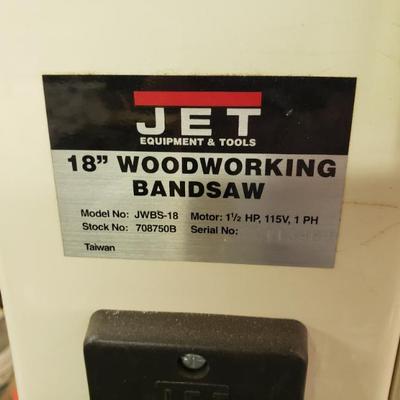 JET
EQUIPMENT & TOOLS
18" WOODWORKING
BANDSAW
Model No: JWBS-18 Motor: 1½ HP, 115V, 1 PH
Stock No: 708750B Serial No:
Taiwan
JET